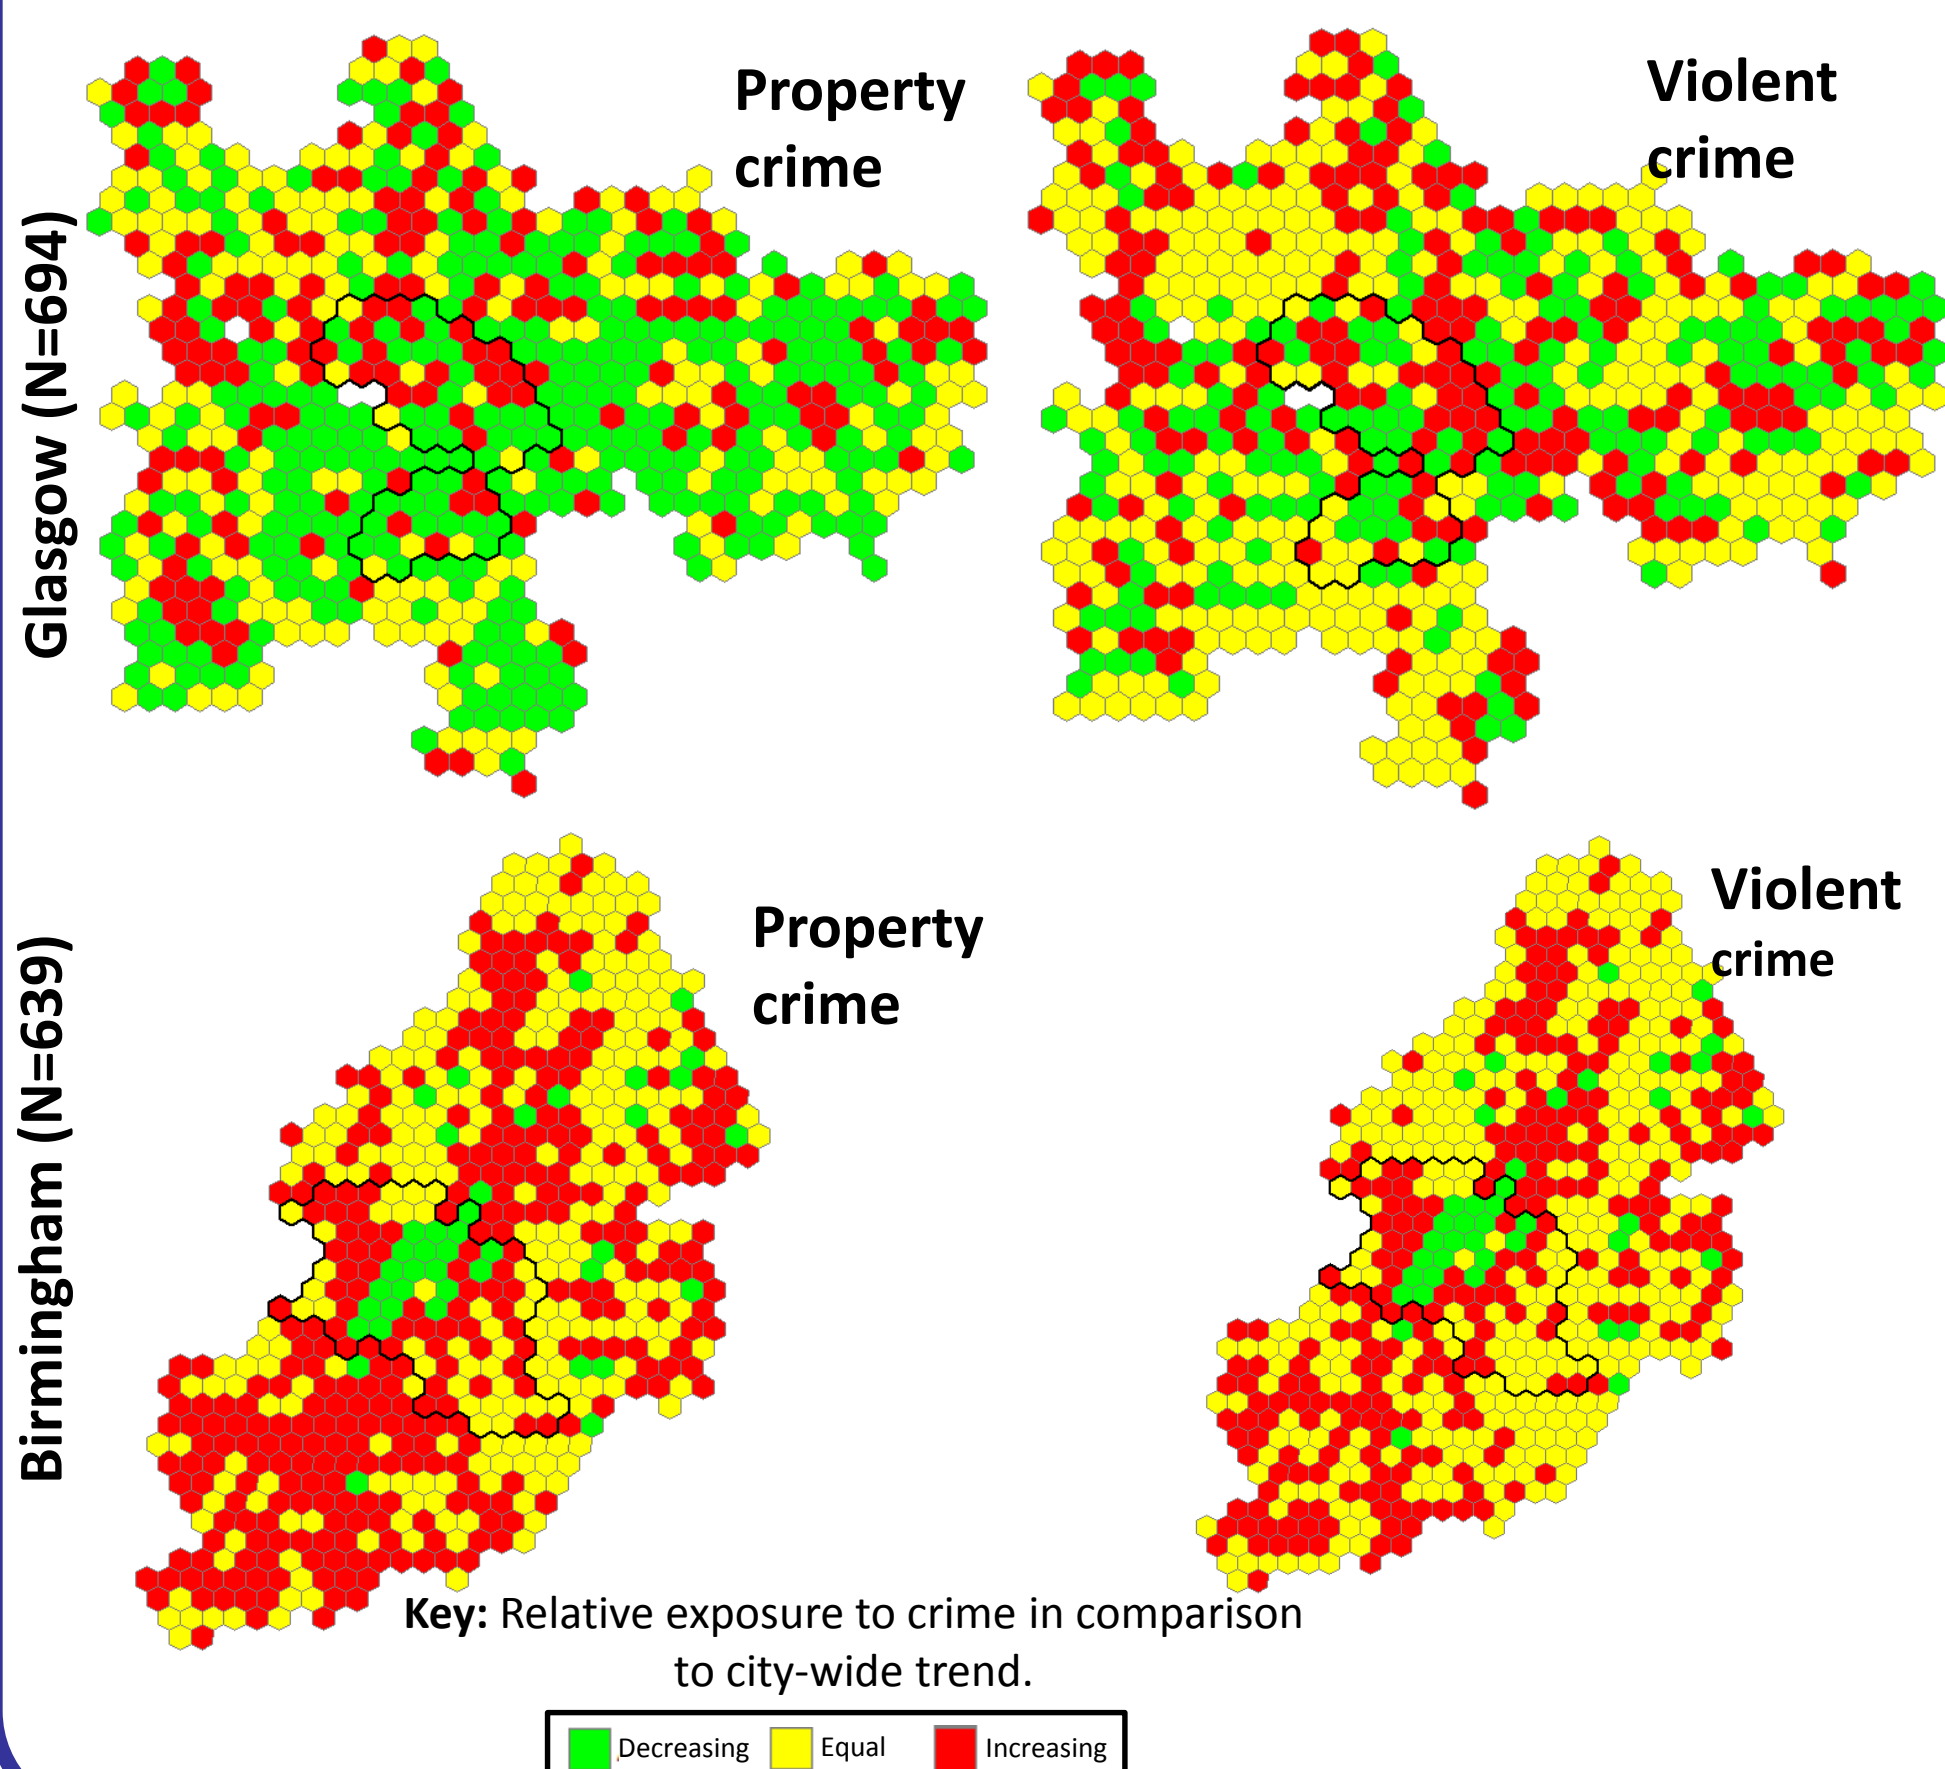 Property
crime
Violent
crime
Glasgow (N=694)
Property
crime
Violent
crime
Birmingham (N=639)
Key: Relative exposure to crime in comparison
to city-wide trend.
Decreasing Equal Increasing